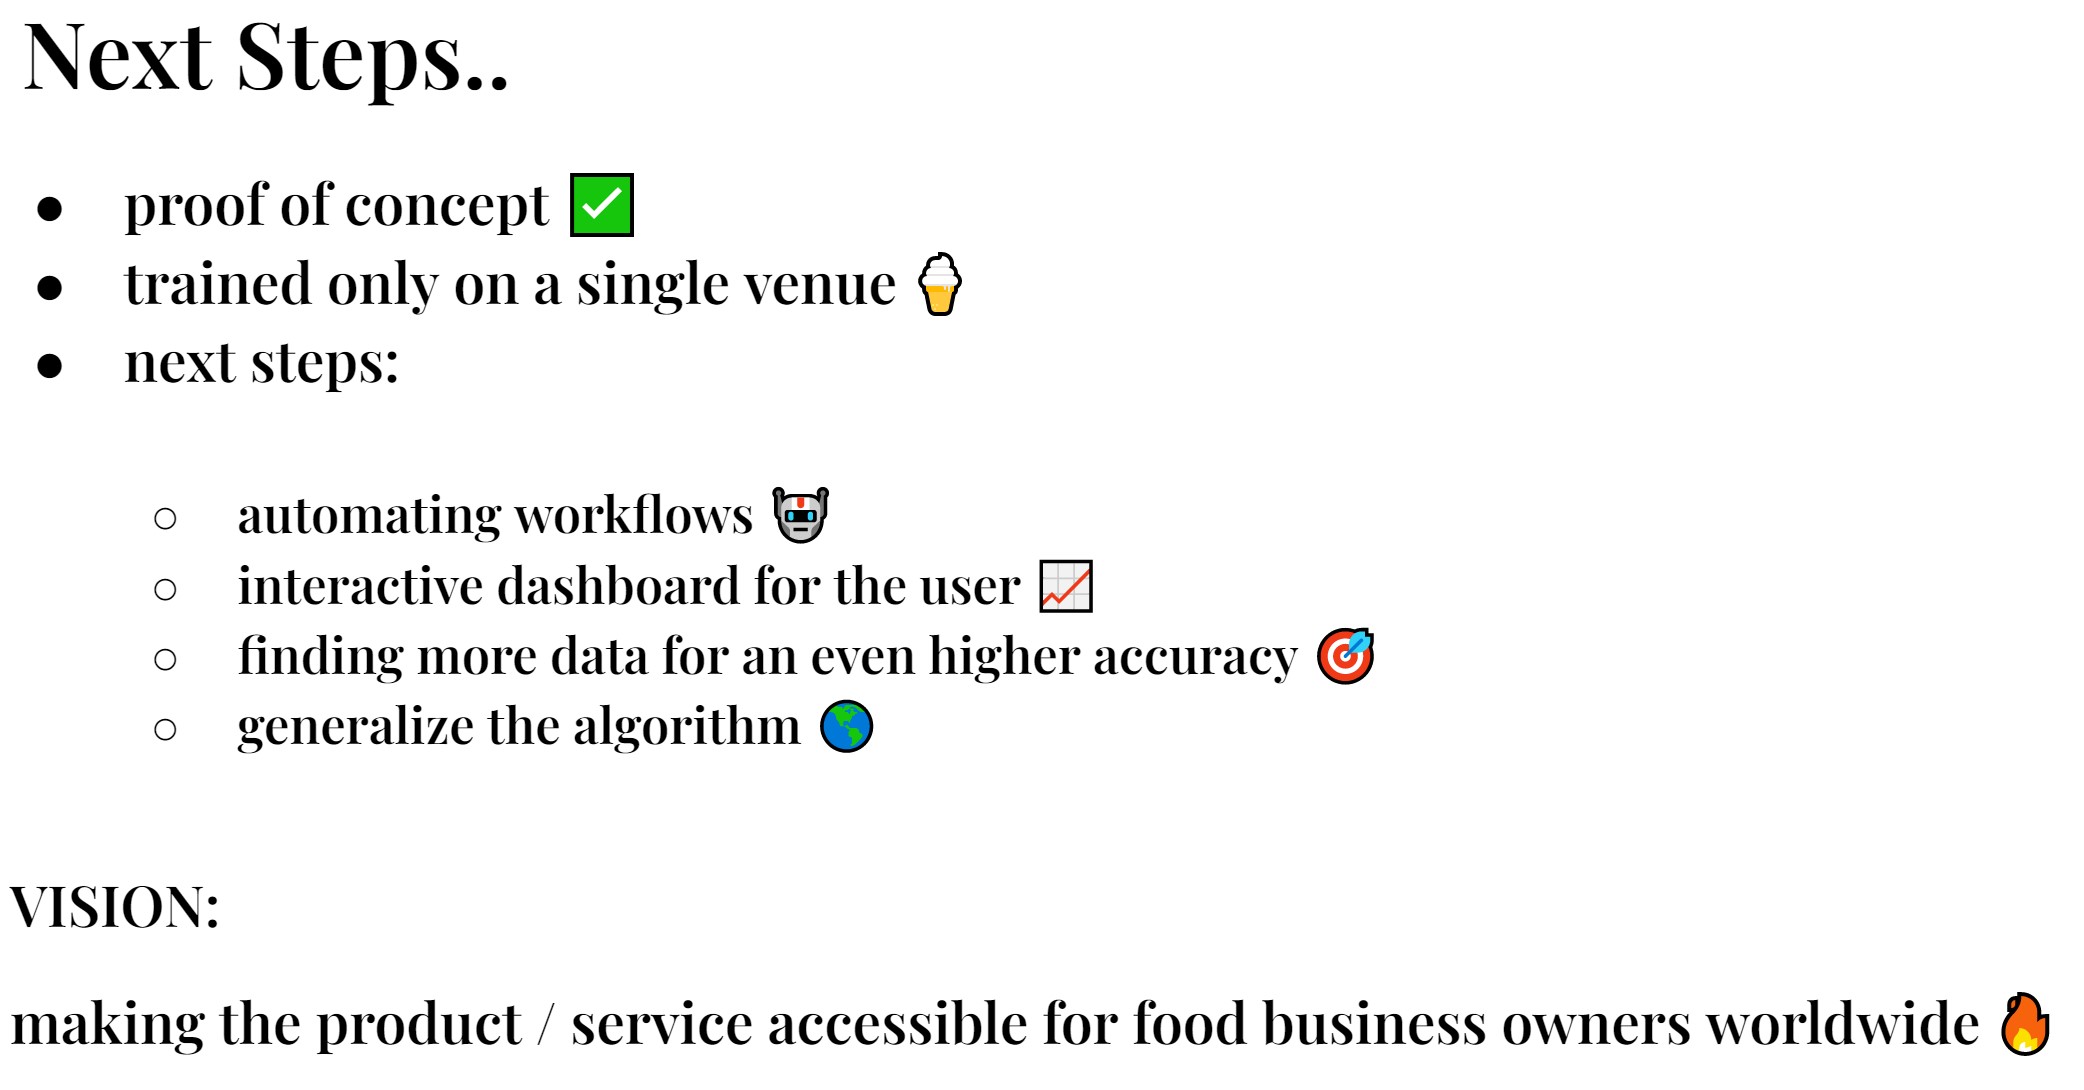 Next Steps..
● proof of concept ✅
● trained only on a single venue 🍦
● next steps:
○ automating workflows 🤖
○ interactive dashboard for the user 📈
○ finding more data for an even higher accuracy 🎯
○ generalize the algorithm 🌎
VISION:
making the product / service accessible for food business owners worldwide 🔥